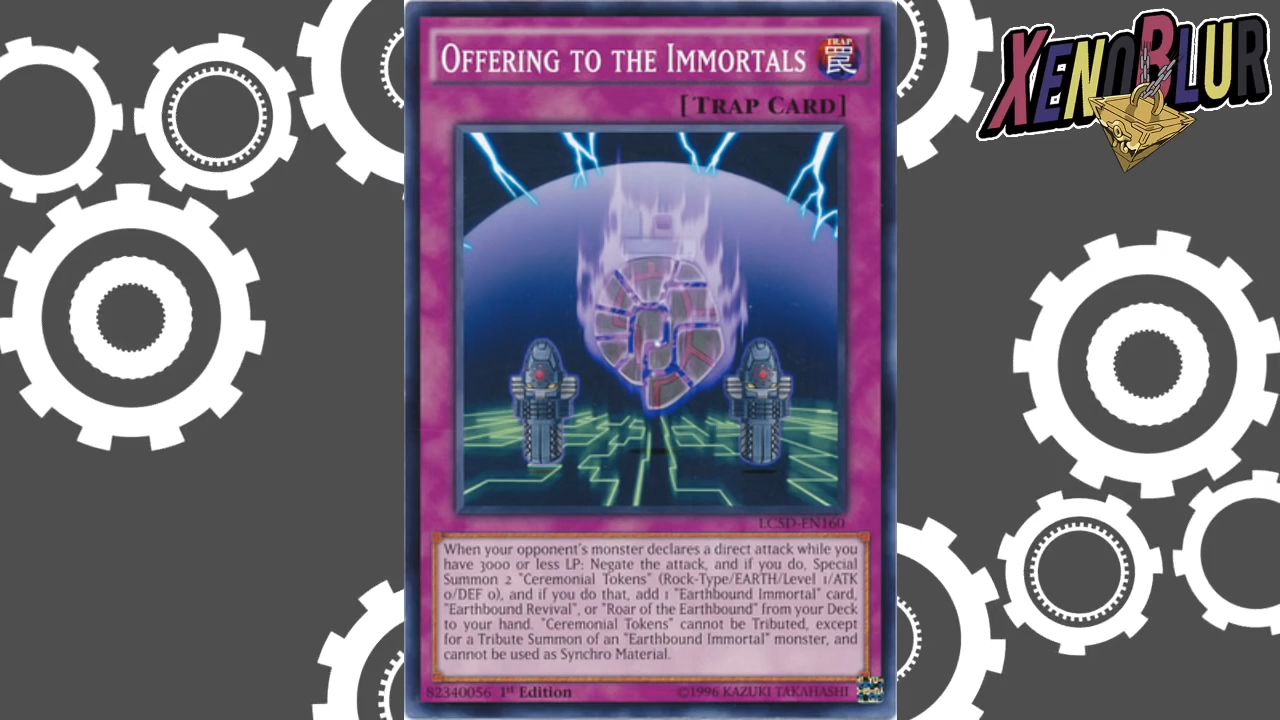 OFFERING TO THE IMMORTALS
TRAP
罠
XENOBLUR
[TRAP CARD]
LC5D-EN160
When your opponent's monster declares a direct attack while you
have 3000 or less LP: Negate the attack, and if you do, Special
Summon 2 "Ceremonial Tokens" (Rock-Type/EARTH/Level 1/ATK
0/DEF 0), and if you do that, add 1 "Earthbound Immortal" card,
"Earthbound Revival", or "Roar of the Earthbound" from your Deck
to your hand. "Ceremonial Tokens" cannot be Tributed, except
for a Tribute Summon of an "Earthbound Immortal" monster, and
cannot be used as Synchro Material.
82340056 1st Edition ©1996 KAZUKI TAKAHASHI